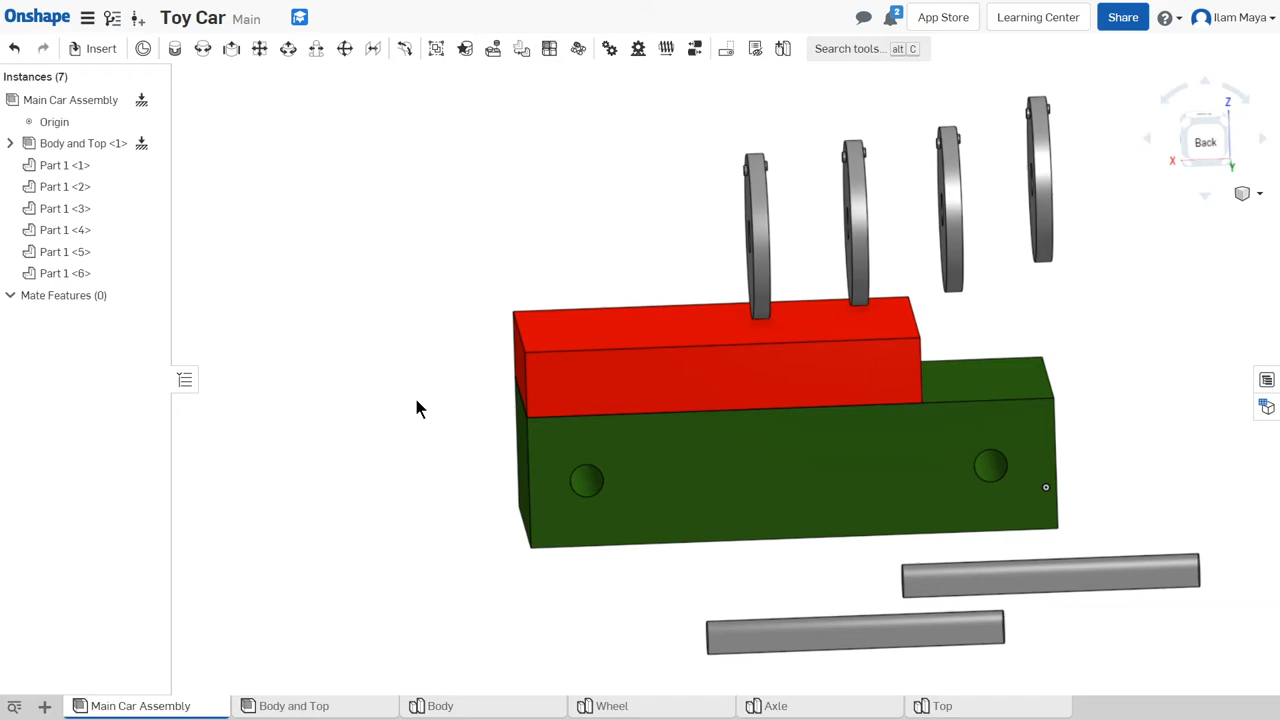 Onshape Toy Car Main 2 App Store Learning Center Share Ilam Maya
Insert Search tools... alt C
Instances (7)
Main Car Assembly
Origin
Body and Top <1>
Part 1 <1>
Part 1 <2>
Part 1 <3>
Part 1 <4>
Part 1 <5>
Part 1 <6>
Mate Features (0)
Z
Back
X
Y
Main Car Assembly Body and Top Body Wheel Axle Top